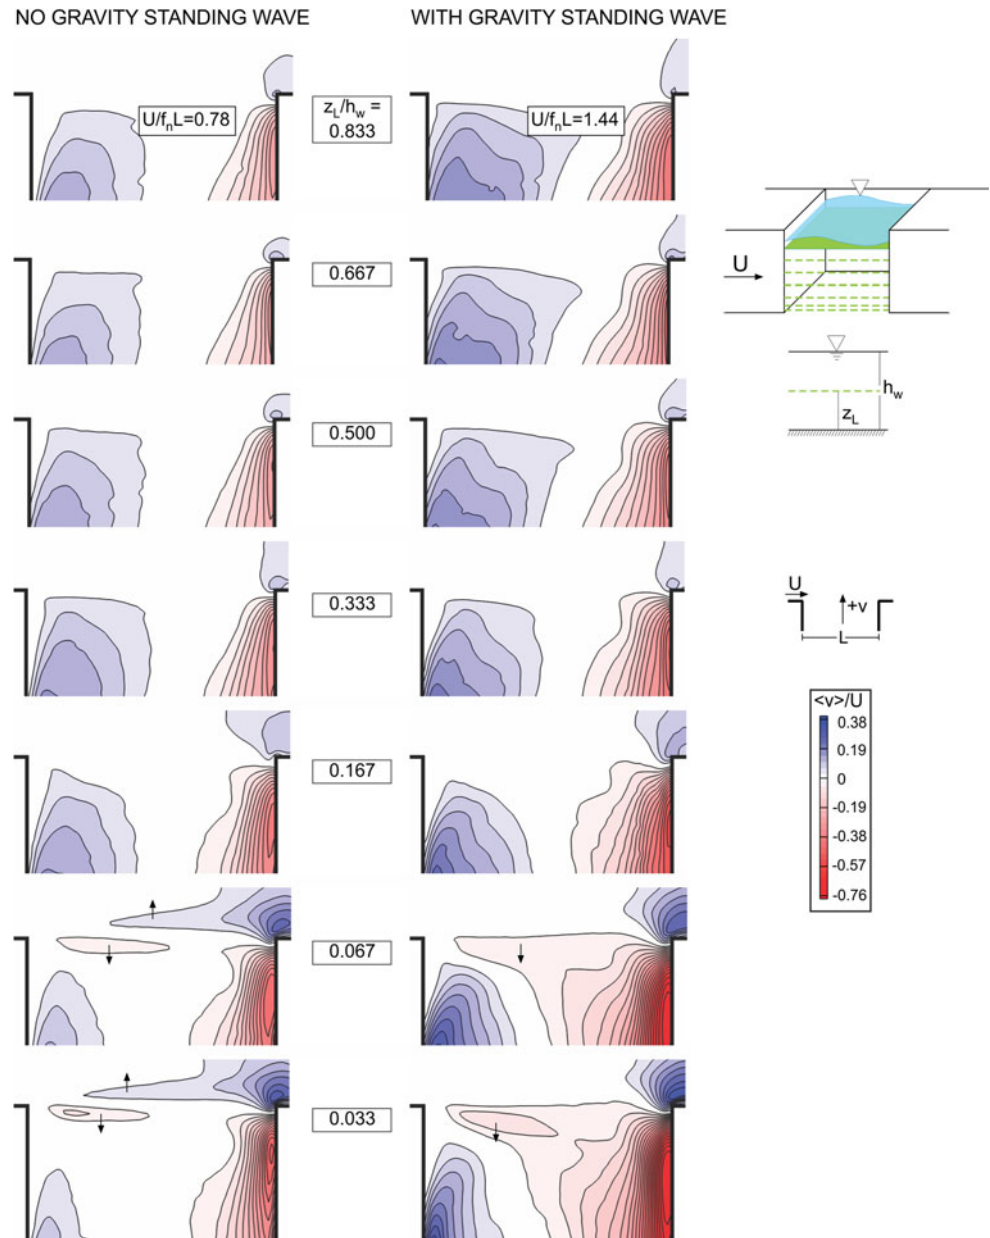 NO GRAVITY STANDING WAVE
WITH GRAVITY STANDING WAVE
U/fnL=0.78
zL/hw =
0.833
U/fnL=1.44
0.667
0.500
0.333
0.167
0.067
0.033
U
hw
zL
U
+v
L
<v>/U
0.38
0.19
0
-0.19
-0.38
-0.57
-0.76